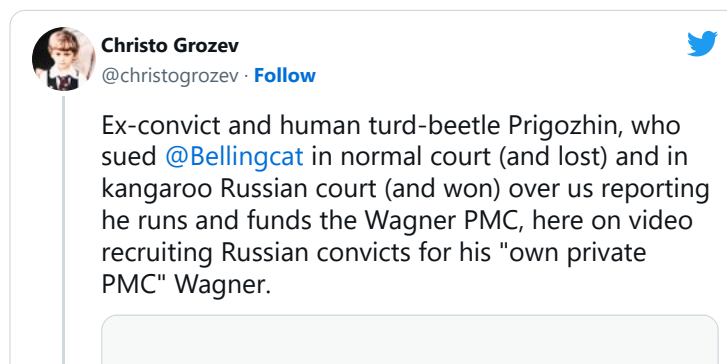 Christo Grozev
@christogrozev · Follow
Ex-convict and human turd-beetle Prigozhin, who
sued @Bellingcat in normal court (and lost) and in
kangaroo Russian court (and won) over us reporting
he runs and funds the Wagner PMC, here on video
recruiting Russian convicts for his "own private
PMC" Wagner.